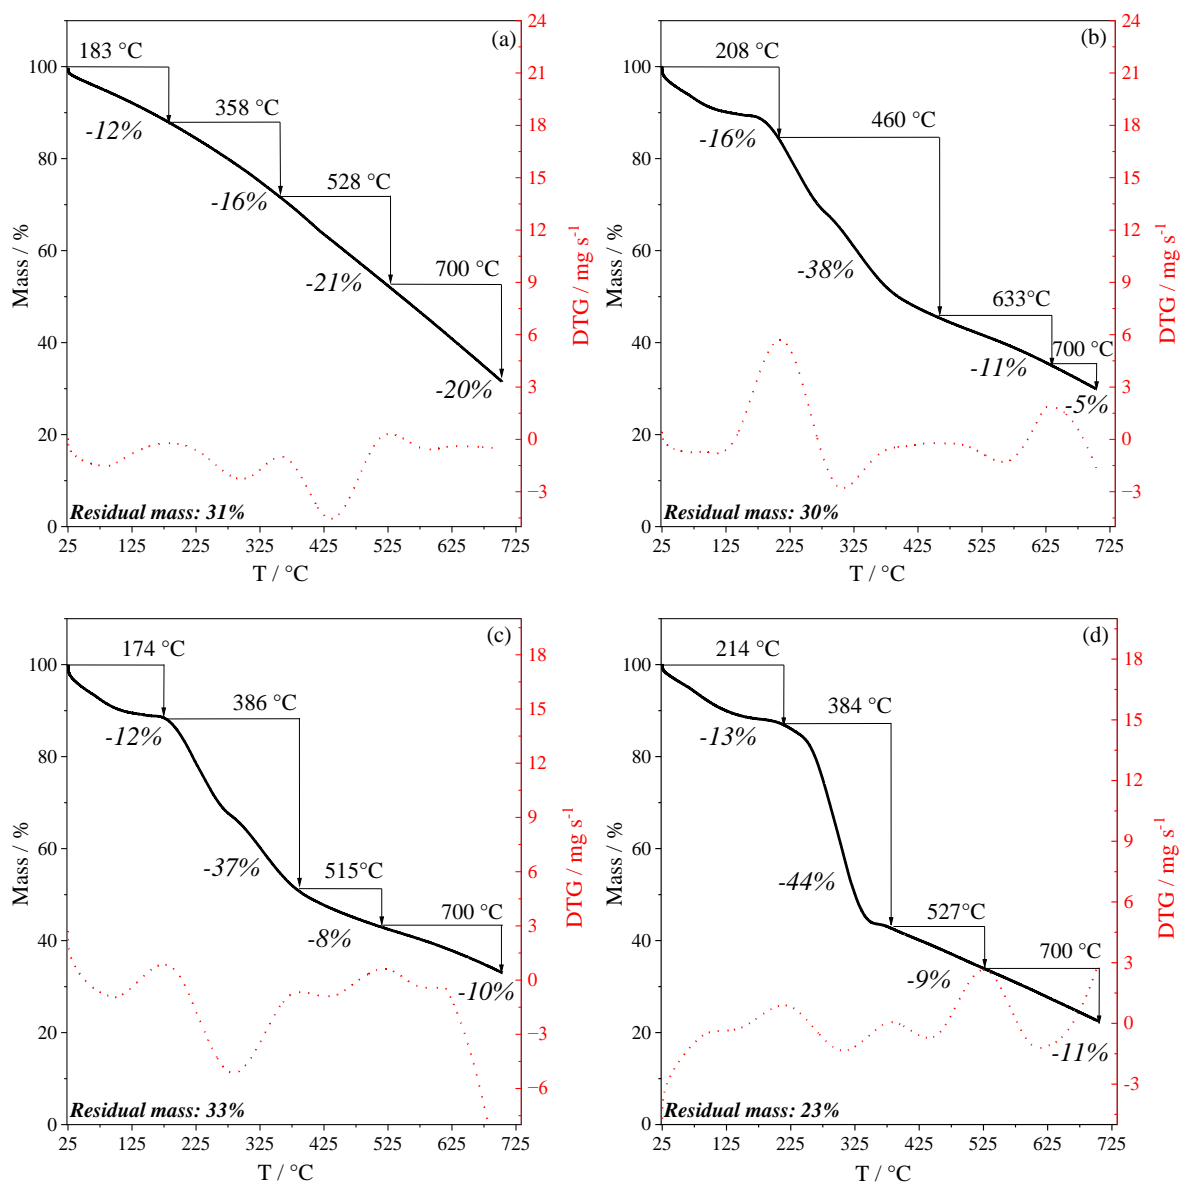 (a)
183 °C
358 °C
528 °C
700 °C
-12%
-16%
-21%
-20%
Residual mass: 31%
Mass / %
100
80
60
40
20
0
25 125 225 325 425 525 625 725
T / °C
DTG / mg s⁻¹
24
21
18
15
12
9
6
3
0
−3
(b)
208 °C
460 °C
633°C
700 °C
-16%
-38%
-11%
-5%
Residual mass: 30%
Mass / %
100
80
60
40
20
0
25 125 225 325 425 525 625 725
T / °C
DTG / mg s⁻¹
24
21
18
15
12
9
6
3
0
−3
(c)
174 °C
386 °C
515°C
700 °C
-12%
-37%
-8%
-10%
Residual mass: 33%
Mass / %
100
80
60
40
20
0
25 125 225 325 425 525 625 725
T / °C
DTG / mg s⁻¹
18
15
12
9
6
3
0
−3
−6
(d)
214 °C
384 °C
527°C
700 °C
-13%
-44%
-9%
-11%
Residual mass: 23%
Mass / %
100
80
60
40
20
0
25 125 225 325 425 525 625 725
T / °C
DTG / mg s⁻¹
18
15
12
9
6
3
0
-3